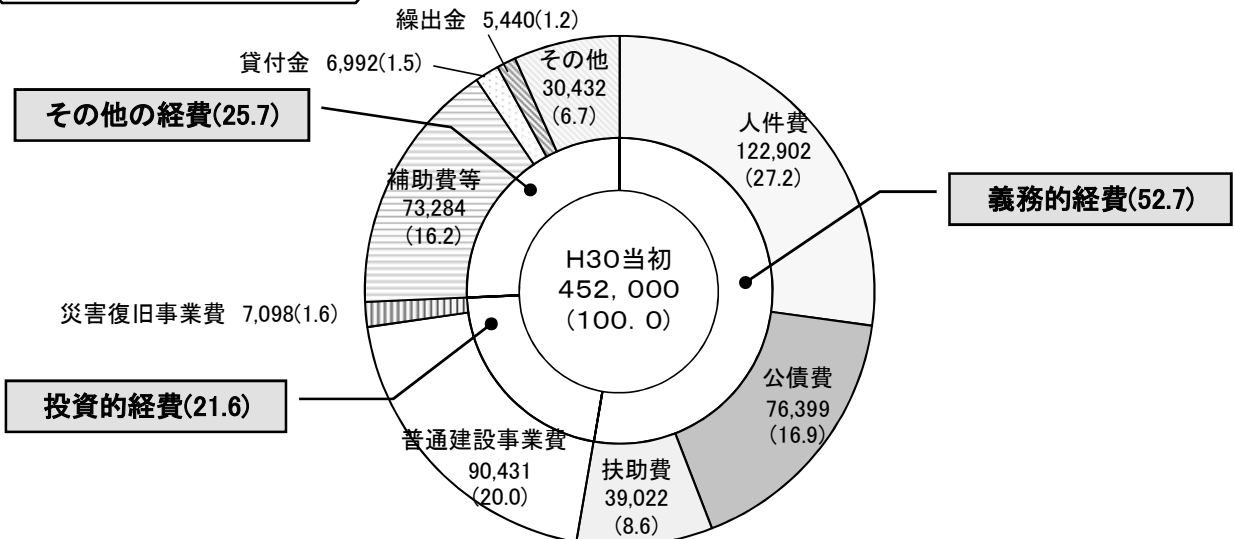 繰出金 5,440(1.2)
貸付金 6,992(1.5)
その他
30,432
(6.7)
その他の経費(25.7)
人件費
122,902
(27.2)
補助費等
73,284
(16.2)
義務的経費(52.7)
H30当初
452,000
(100.0)
災害復旧事業費 7,098(1.6)
公債費
76,399
(16.9)
投資的経費(21.6)
普通建設事業費
90,431
(20.0)
扶助費
39,022
(8.6)